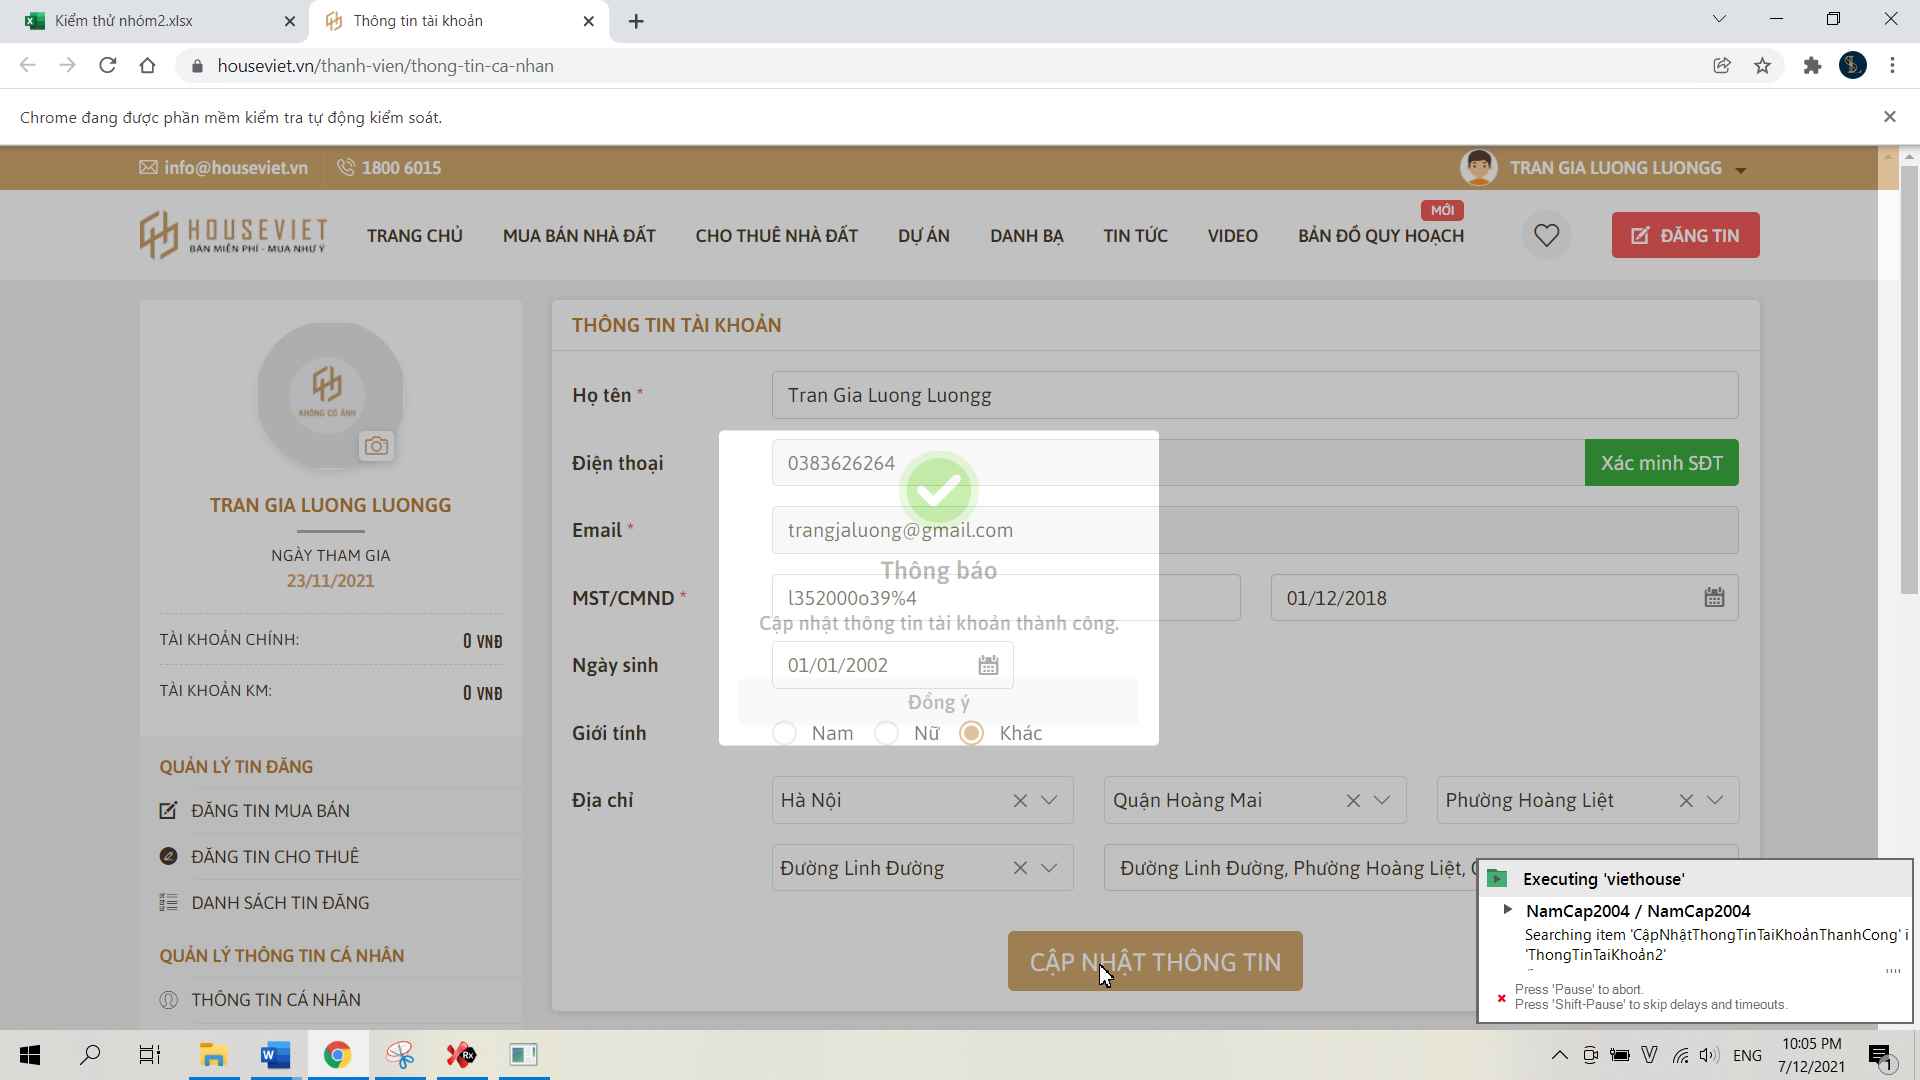 Kiểm thử nhóm2.xlsx
Thông tin tài khoản
houseviet.vn/thanh-vien/thong-tin-ca-nhan
Chrome đang được phần mềm kiểm tra tự động kiểm soát.
info@houseviet.vn
1800 6015
TRAN GIA LUONG LUONGG
HOUSEVIET
BÁN MIỄN PHÍ - MUA NHƯ Ý
TRANG CHỦ
MUA BÁN NHÀ ĐẤT
CHO THUÊ NHÀ ĐẤT
DỰ ÁN
DANH BẠ
TIN TỨC
VIDEO
BẢN ĐỒ QUY HOẠCH
MỚI
ĐĂNG TIN
KHÔNG CÓ ẢNH
TRAN GIA LUONG LUONGG
NGÀY THAM GIA
23/11/2021
TÀI KHOẢN CHÍNH: 0 VNĐ
TÀI KHOẢN KM: 0 VNĐ
QUẢN LÝ TIN ĐĂNG
ĐĂNG TIN MUA BÁN
ĐĂNG TIN CHO THUÊ
DANH SÁCH TIN ĐĂNG
QUẢN LÝ THÔNG TIN CÁ NHÂN
THÔNG TIN CÁ NHÂN
THÔNG TIN TÀI KHOẢN
Họ tên * Tran Gia Luong Luongg
Điện thoại 0383626264 Xác minh SĐT
Email * trangjaluong@gmail.com
Thông báo
MST/CMND * l352000o39%4 01/12/2018
Cập nhật thông tin tài khoản thành công.
Ngày sinh 01/01/2002
Đồng ý
Giới tính Nam Nữ Khác
Địa chỉ Hà Nội Quận Hoàng Mai Phường Hoàng Liệt
Đường Linh Đường Đường Linh Đường, Phường Hoàng Liệt,
CẬP NHẬT THÔNG TIN
Executing 'viethouse'
NamCap2004 / NamCap2004
Searching item 'CậpNhậtThongTinTaiKhoảnThanhCong' i
'ThongTinTaiKhoản2'
Press 'Pause' to abort.
Press 'Shift-Pause' to skip delays and timeouts.
ENG
10:05 PM
7/12/2021
1